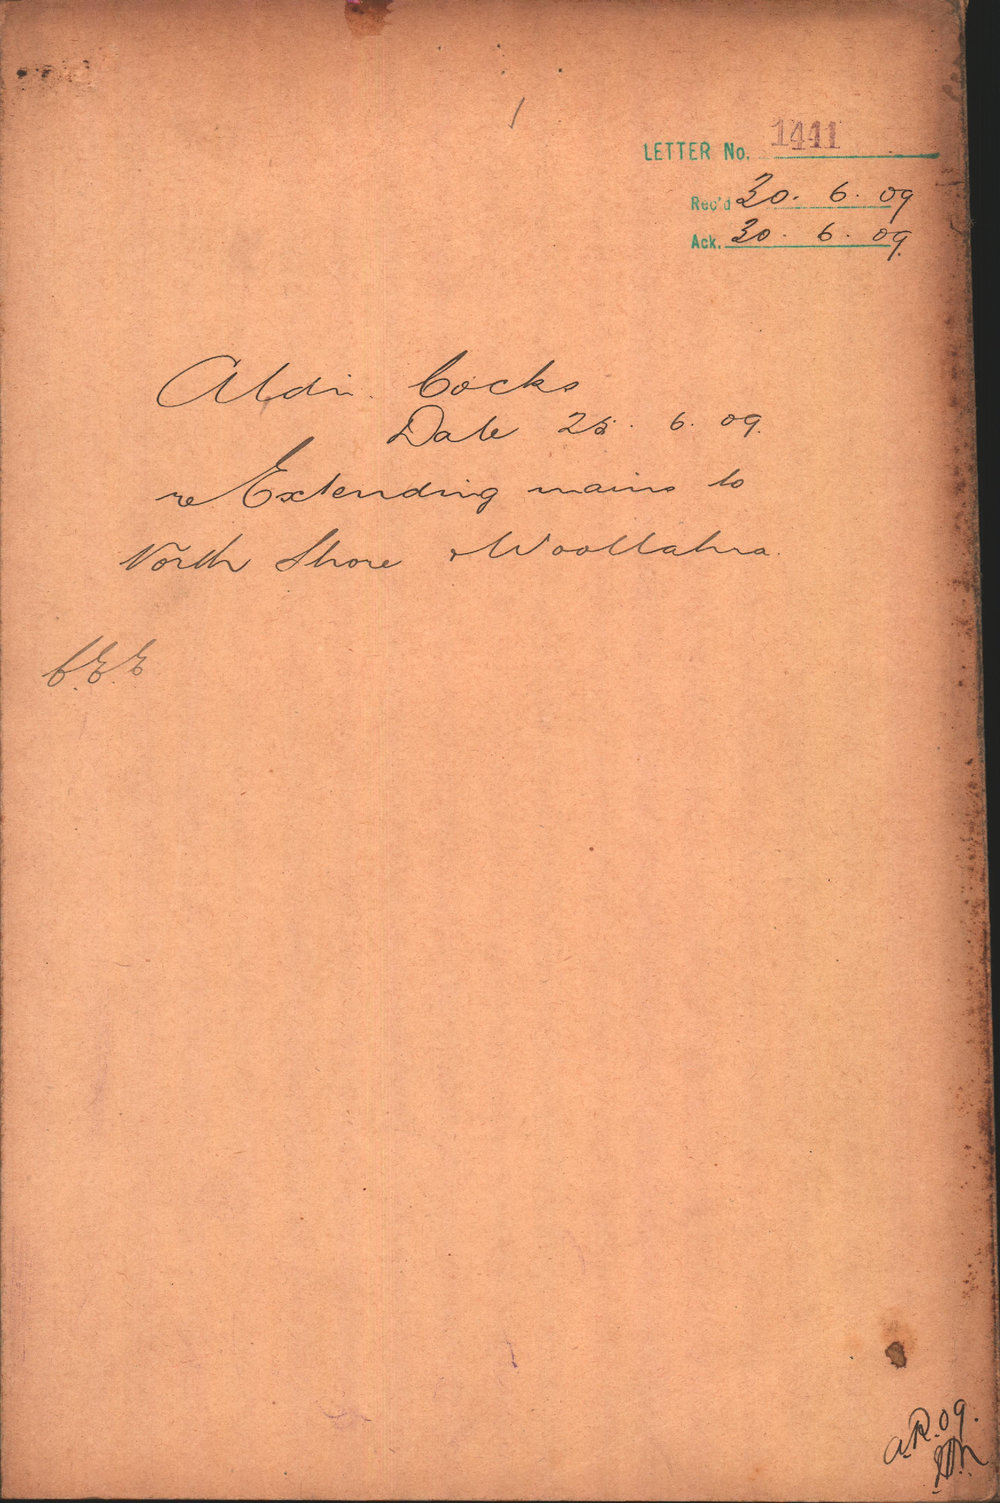 1
LETTER No. 1441
Rec'd 30. 6. 09
Ack. 30. 6. 09.
Aldn. Cocks
Date 25. 6. 09.
re Extending mains to
North Shore & Woollahra.
C.E.E
a.R.09.